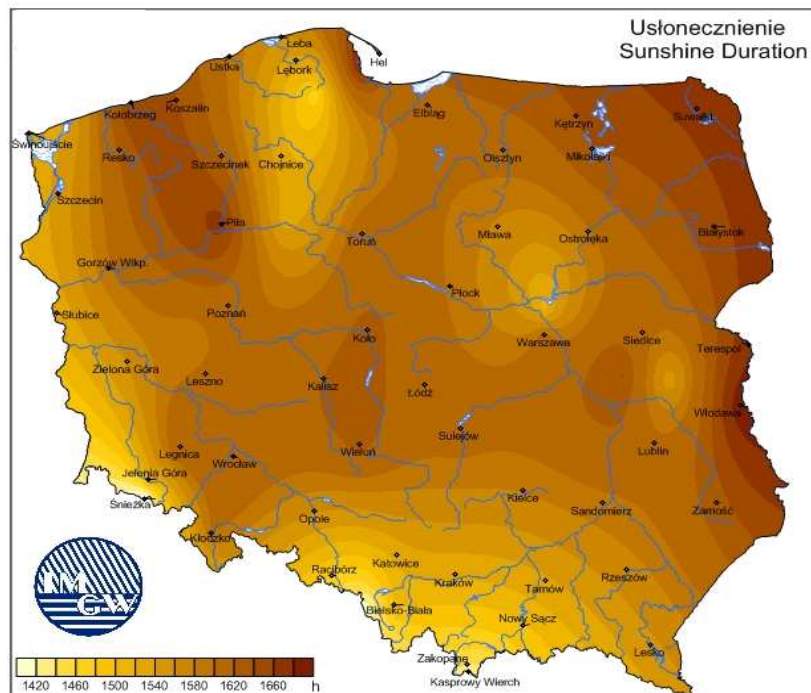 Usłonecznienie
Sunshine Duration
Łeba
Ustka
Lębork
Hel
Koszalin
Kołobrzeg
Elbląg
Kętrzyn
Suwałki
Świnoujście
Resko
Szczecinek
Chojnice
Olsztyn
Mikołajki
Szczecin
Piła
Toruń
Mława
Ostrołęka
Białystok
Gorzów Wlkp.
Płock
Słubice
Poznań
Koło
Warszawa
Siedlce
Terespol
Zielona Góra
Leszno
Kalisz
Łódź
Włodawa
Sulejów
Legnica
Wrocław
Wieluń
Lublin
Jelenia Góra
Śnieżka
Opole
Kielce
Sandomierz
Zamość
Kłodzko
Racibórz
Katowice
Kraków
Tarnów
Rzeszów
Bielsko-Biała
Nowy Sącz
Lesko
Zakopane
Kasprowy Wierch
IM
GW
1420 1460 1500 1540 1580 1620 1660 h